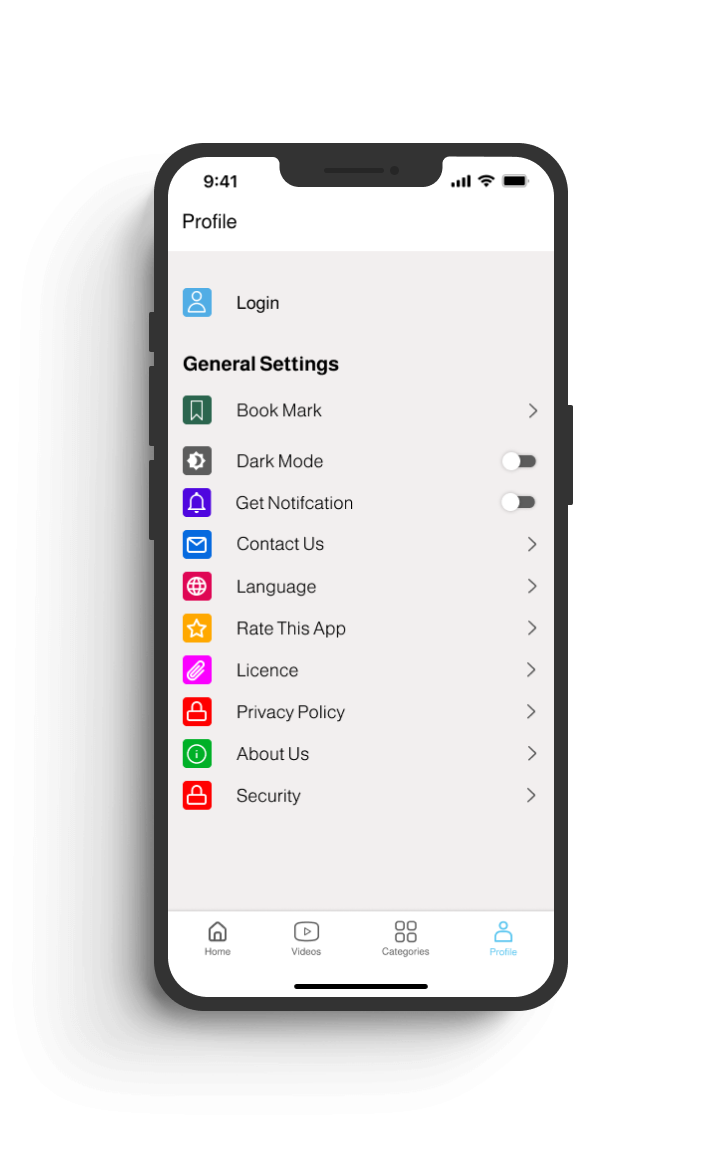 9:41
Profile
Login
General Settings
Book Mark
Dark Mode
Get Notifcation
Contact Us
Language
Rate This App
Licence
Privacy Policy
About Us
Security
Home
Videos
Categories
Profile